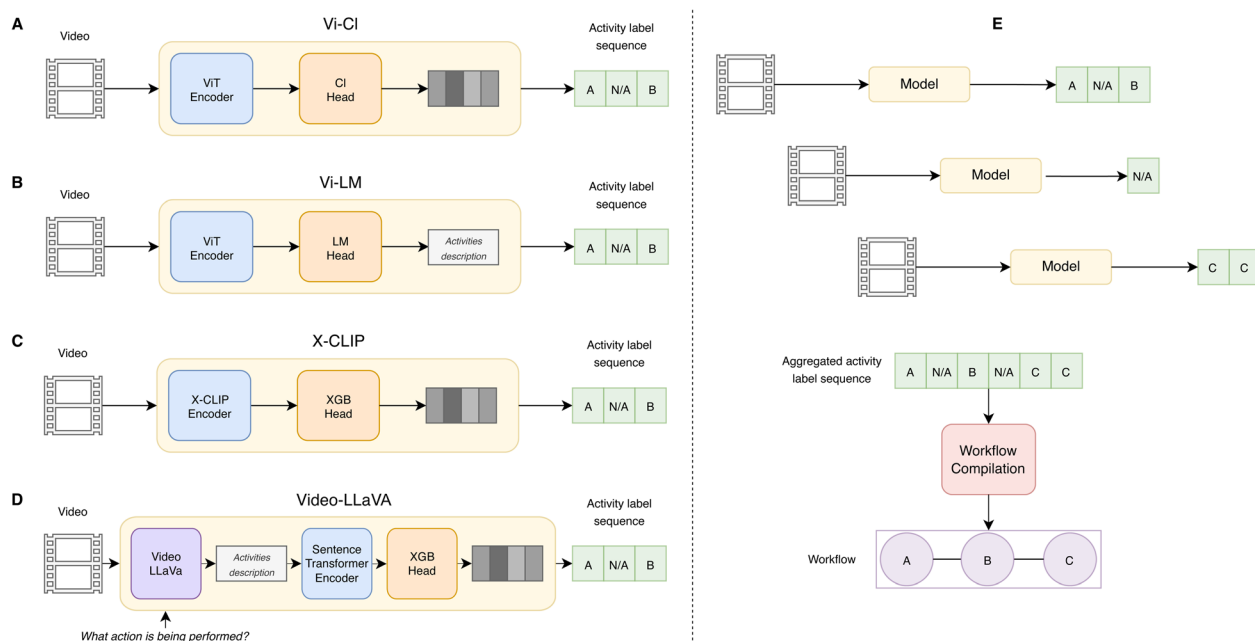 A
Vi-Cl
Video
Activity label
sequence
ViT
Encoder
Cl
Head
A N/A B
B
Vi-LM
Video
Activity label
sequence
ViT
Encoder
LM
Head
Activities
description
A N/A B
C
X-CLIP
Video
Activity label
sequence
X-CLIP
Encoder
XGB
Head
A N/A B
D
Video-LLaVA
Video
Activity label
sequence
Video
LLaVa
Activities
description
Sentence
Transformer
Encoder
XGB
Head
A N/A B
What action is being performed?
E
Model
A N/A B
Model
N/A
Model
C C
Aggregated activity
label sequence
A N/A B N/A C C
Workflow
Compilation
Workflow
A B C